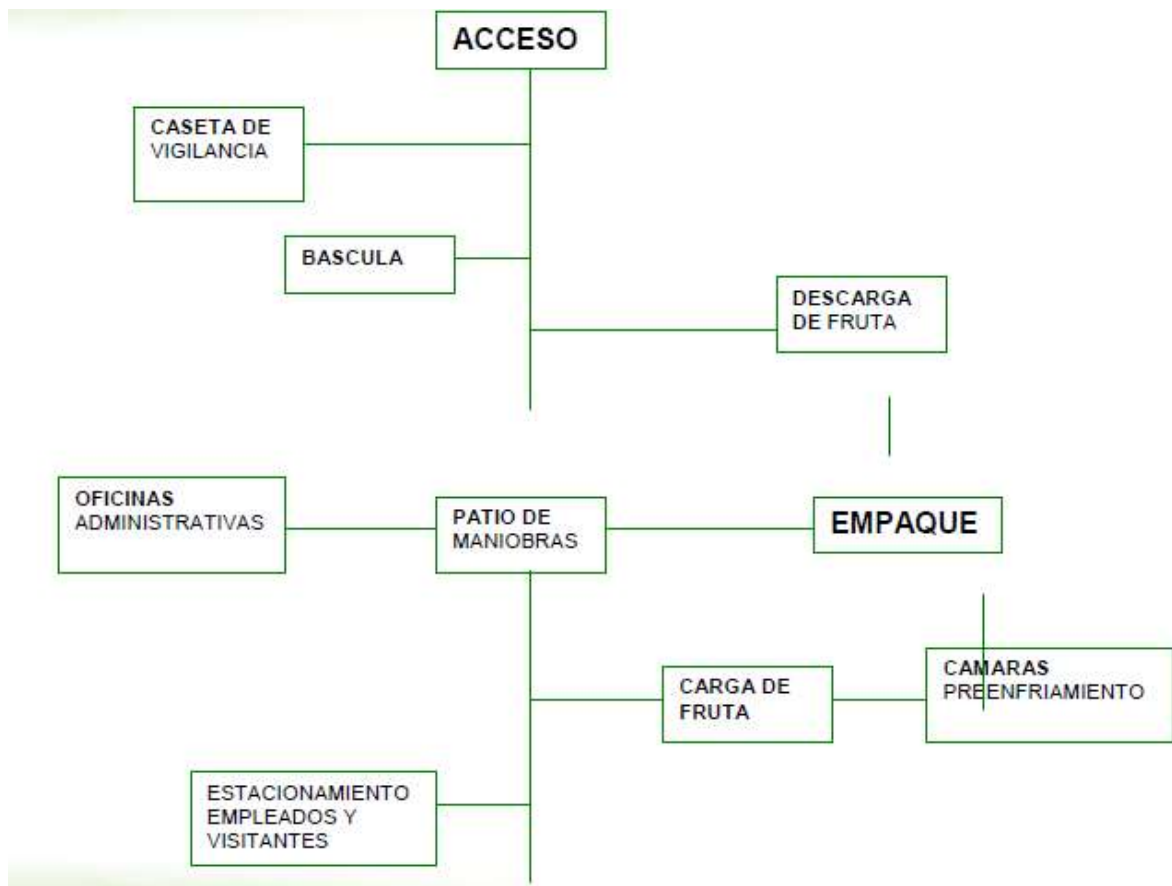 ACCESO
CASETA DE
VIGILANCIA
BASCULA
DESCARGA
DE FRUTA
OFICINAS
ADMINISTRATIVAS
PATIO DE
MANIOBRAS
EMPAQUE
CARGA DE
FRUTA
CAMARAS
PREENFRIAMIENTO
ESTACIONAMIENTO
EMPLEADOS Y
VISITANTES